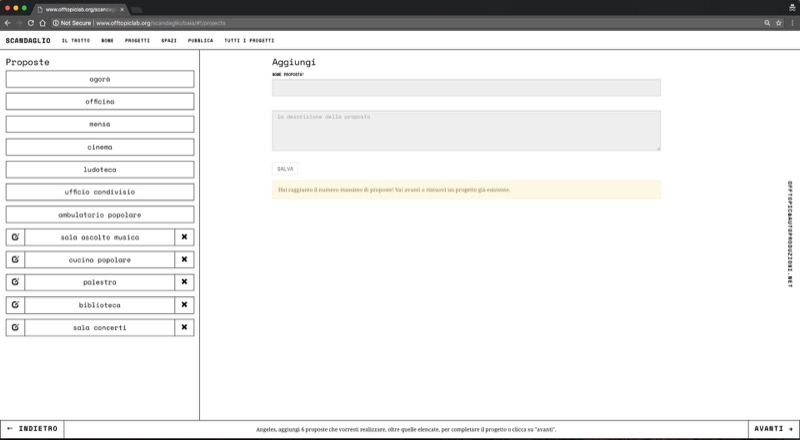 www.offtopiclab.org/scandagl
Not Secure | www.offtopiclab.org/scandaglio/baia/#!/projects
SCANDAGLIO IL TROTTO NOME PROGETTI SPAZI PUBBLICA TUTTI I PROGETTI
Proposte
agorà
officina
mensa
cinema
ludoteca
ufficio condivisio
ambulatorio popolare
sala ascolto musica
cucina popolare
palestra
biblioteca
sala concerti
Aggiungi
NOME PROPOSTA*
la descrizione della proposta
SALVA
Hai raggiunto il numero massimo di proposte! Vai avanti o rimuovi un progetto già esistente.
OFFTOPIC@AUTOPRODUZIONI.NET
← INDIETRO
Angeles, aggiungi 6 proposte che vorresti realizzare, oltre quelle elencate, per completare il progetto o clicca su "avanti".
AVANTI →